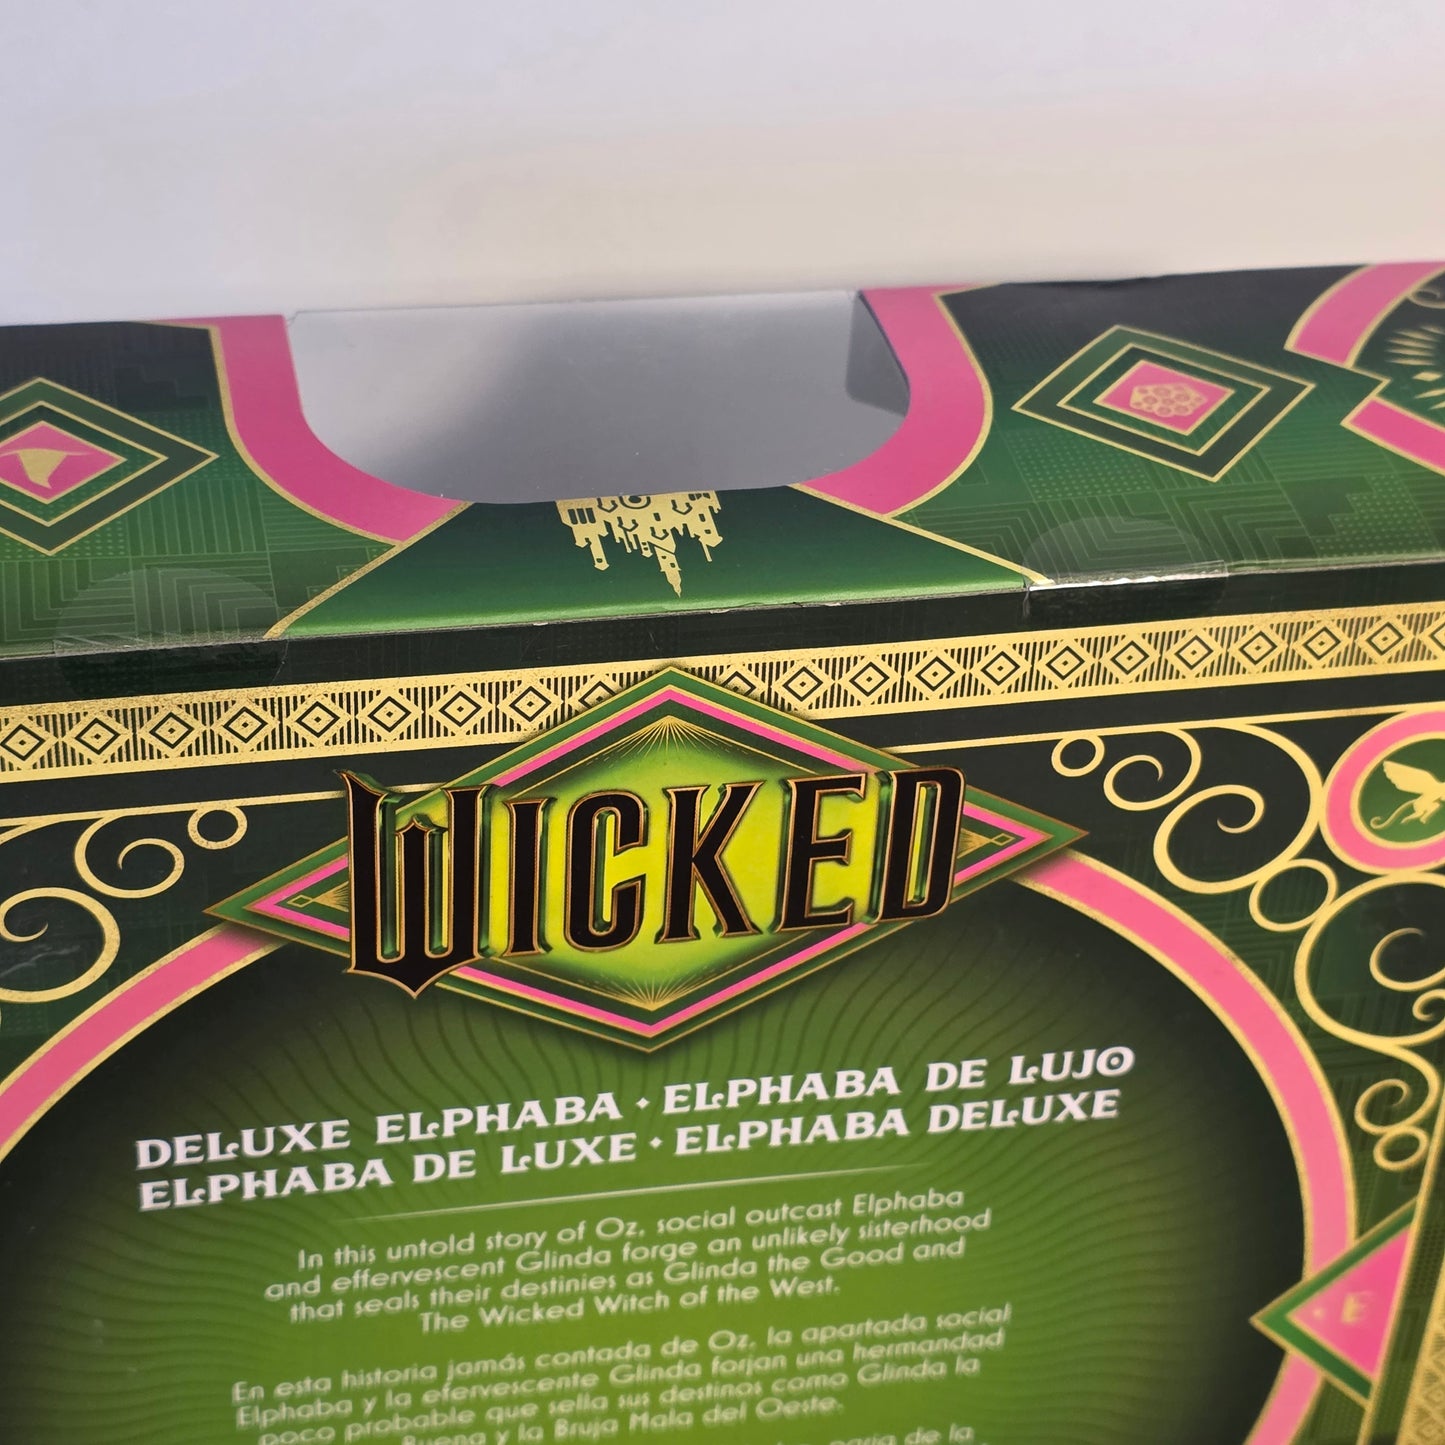 WICKED
DELUXE ELPHABA • ELPHABA DE LUJO
ELPHABA DE LUXE • ELPHABA DELUXE
In this untold story of Oz, social outcast Elphaba
and effervescent Glinda forge an unlikely sisterhood
that seals their destinies as Glinda the Good and
The Wicked Witch of the West.
En esta historia jamás contada de Oz, la apartada social
Elphaba y la efervescente Glinda forjan una hermandad
poco probable que sella sus destinos como Glinda la
Buena y la Bruja Mala del Oeste.
paria de la